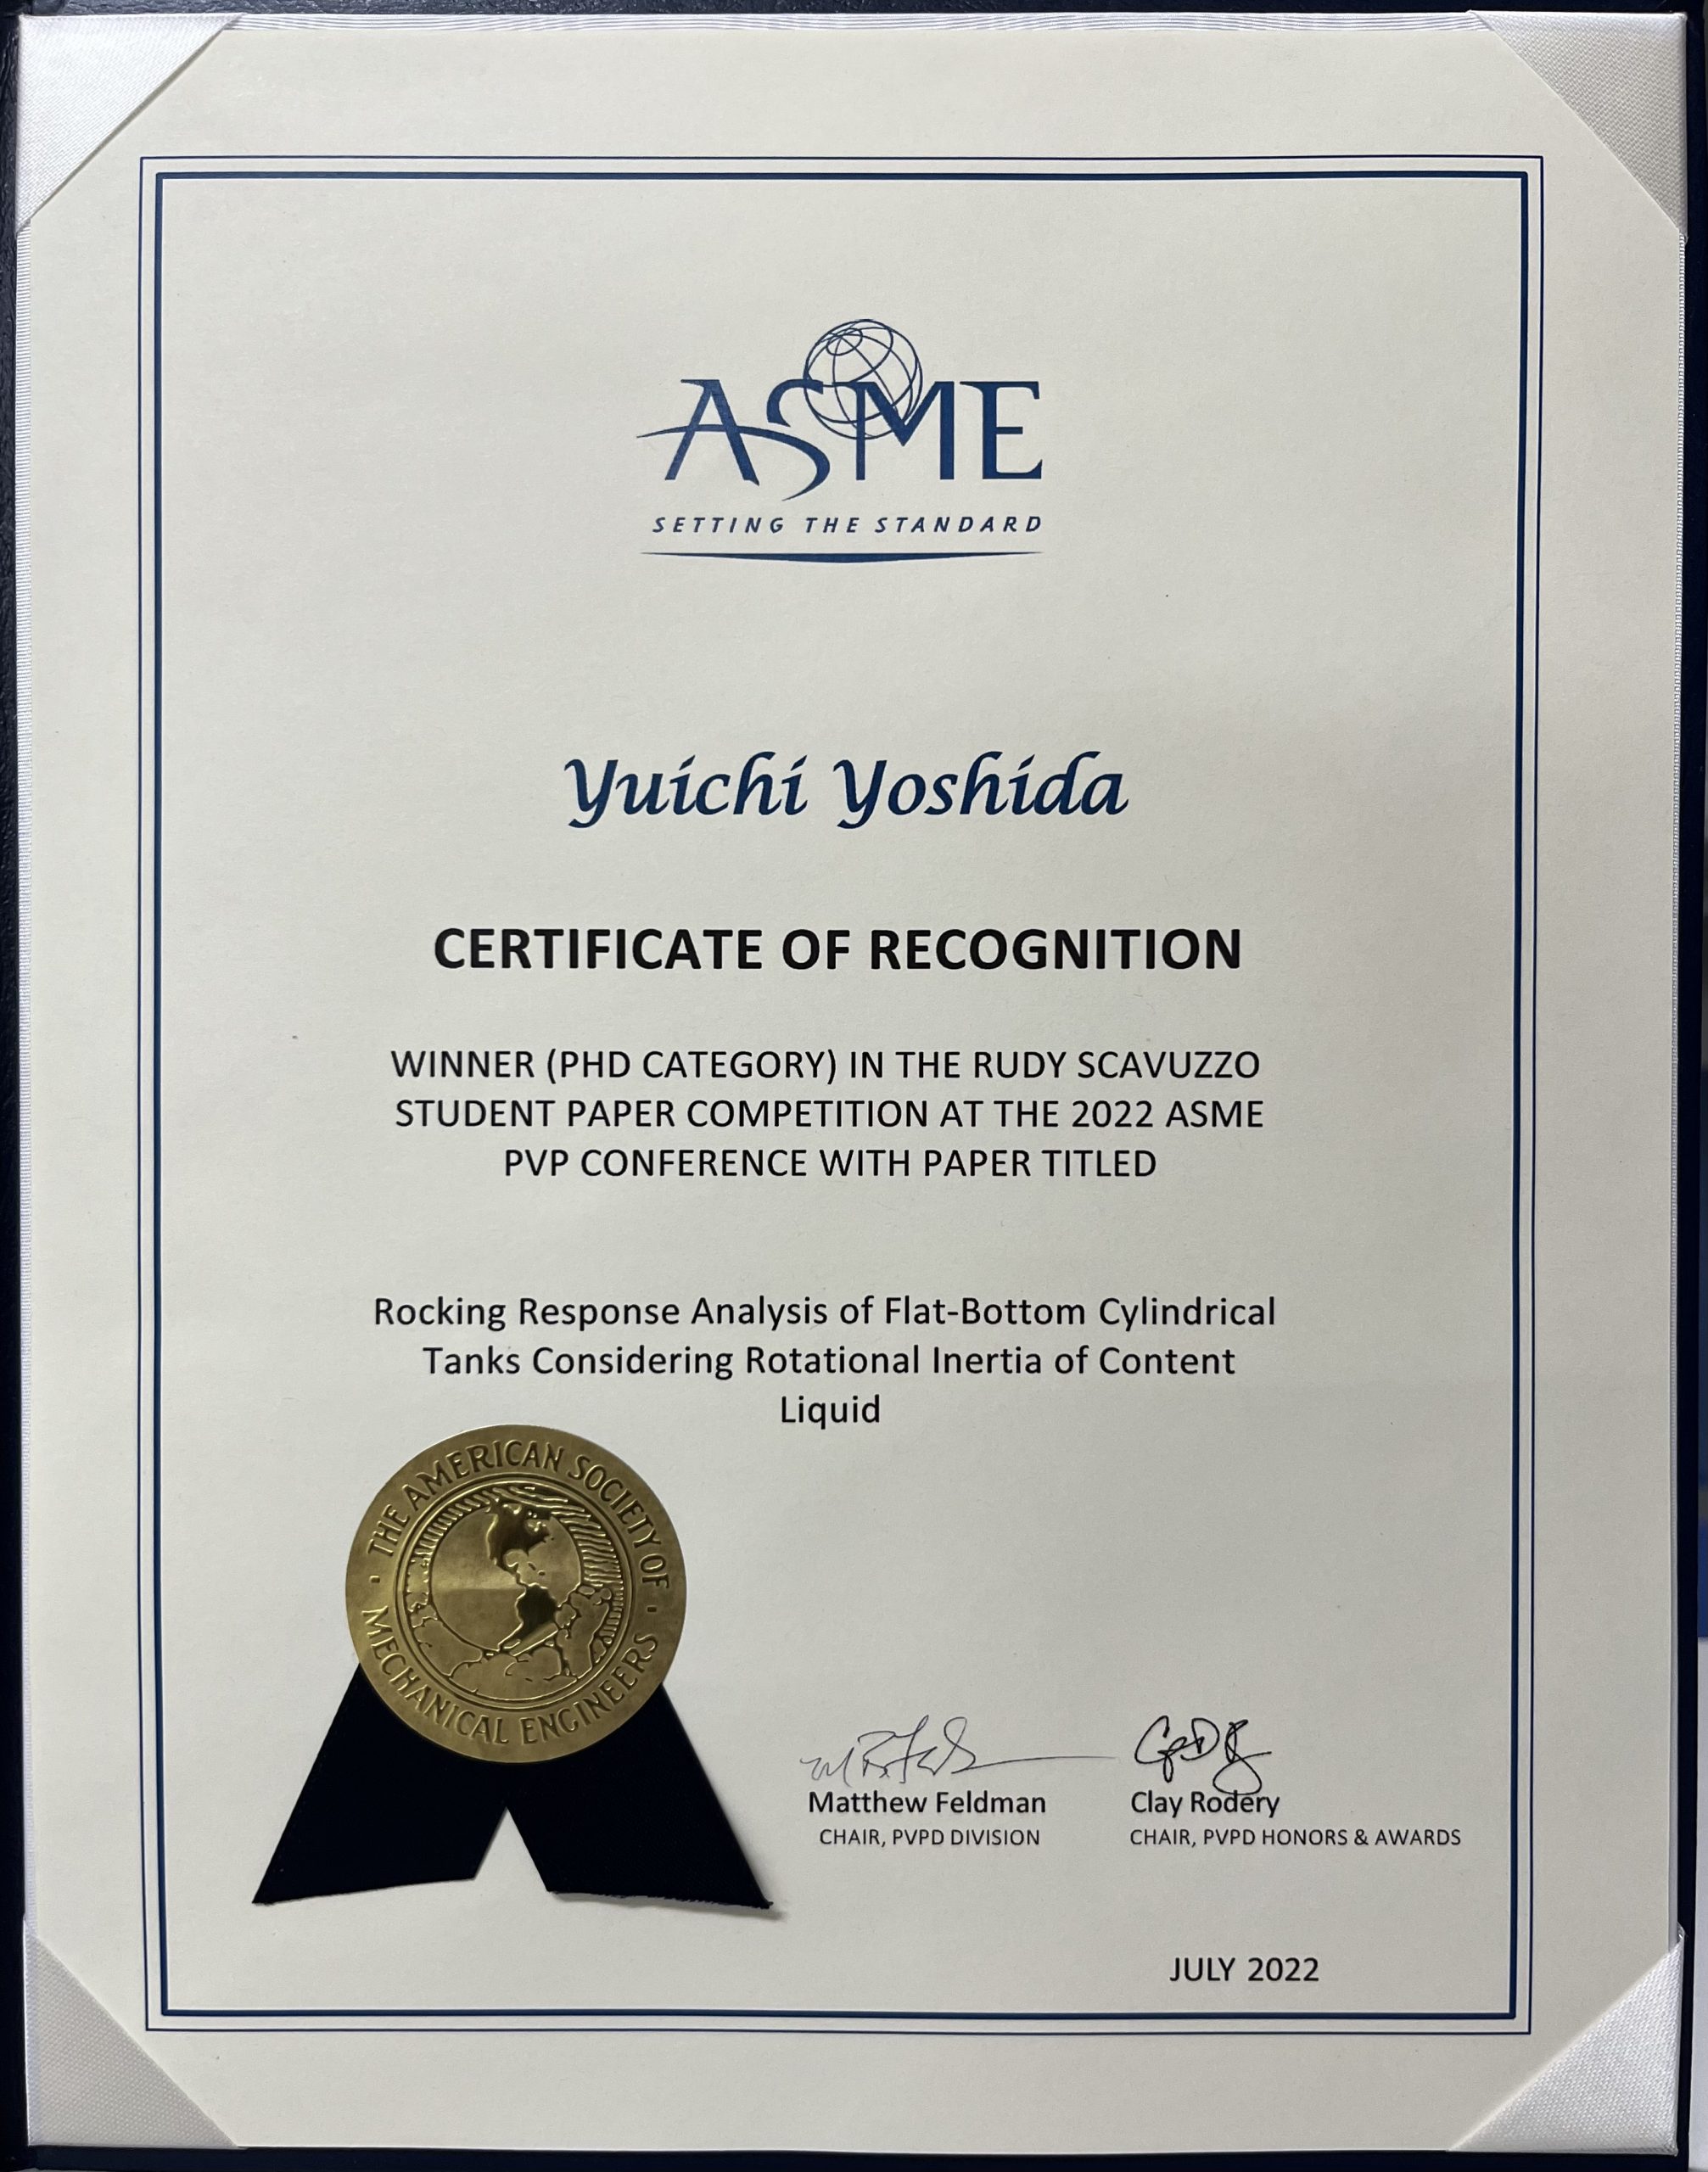 ASME
SETTING THE STANDARD
Yuichi Yoshida
CERTIFICATE OF RECOGNITION
WINNER (PHD CATEGORY) IN THE RUDY SCAVUZZO
STUDENT PAPER COMPETITION AT THE 2022 ASME
PVP CONFERENCE WITH PAPER TITLED
Rocking Response Analysis of Flat-Bottom Cylindrical
Tanks Considering Rotational Inertia of Content
Liquid
THE AMERICAN SOCIETY OF
MECHANICAL ENGINEERS
Matthew Feldman
CHAIR, PVPD DIVISION
Clay Rodery
CHAIR, PVPD HONORS & AWARDS
JULY 2022